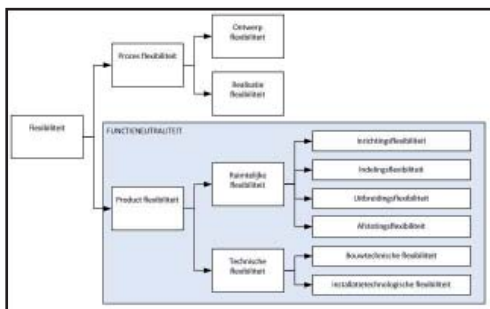 Ontwerp
flexibiliteit
Proces flexibiliteit
Realisatie
flexibiliteit
Flexibiliteit
FUNCTIENEUTRALITEIT
Inrichtingsflexibiliteit
Ruimtelijke
flexibiliteit
Indelingsflexibiliteit
Product flexibiliteit
Uitbreidingsflexibiliteit
Afstotingsflexibiliteit
Technische
flexibiliteit
Bouwtechnische flexibiliteit
Installatietechnologische flexibiliteit